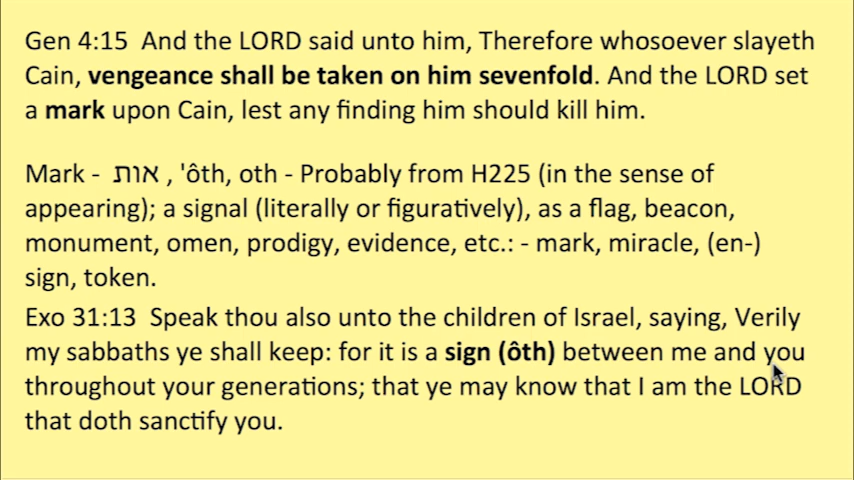 Gen 4:15 And the LORD said unto him, Therefore whosoever slayeth
Cain, vengeance shall be taken on him sevenfold. And the LORD set
a mark upon Cain, lest any finding him should kill him.
Mark - אות , 'ôth, oth - Probably from H225 (in the sense of
appearing); a signal (literally or figuratively), as a flag, beacon,
monument, omen, prodigy, evidence, etc.: - mark, miracle, (en-)
sign, token.
Exo 31:13 Speak thou also unto the children of Israel, saying, Verily
my sabbaths ye shall keep: for it is a sign (ôth) between me and you
throughout your generations; that ye may know that I am the LORD
that doth sanctify you.